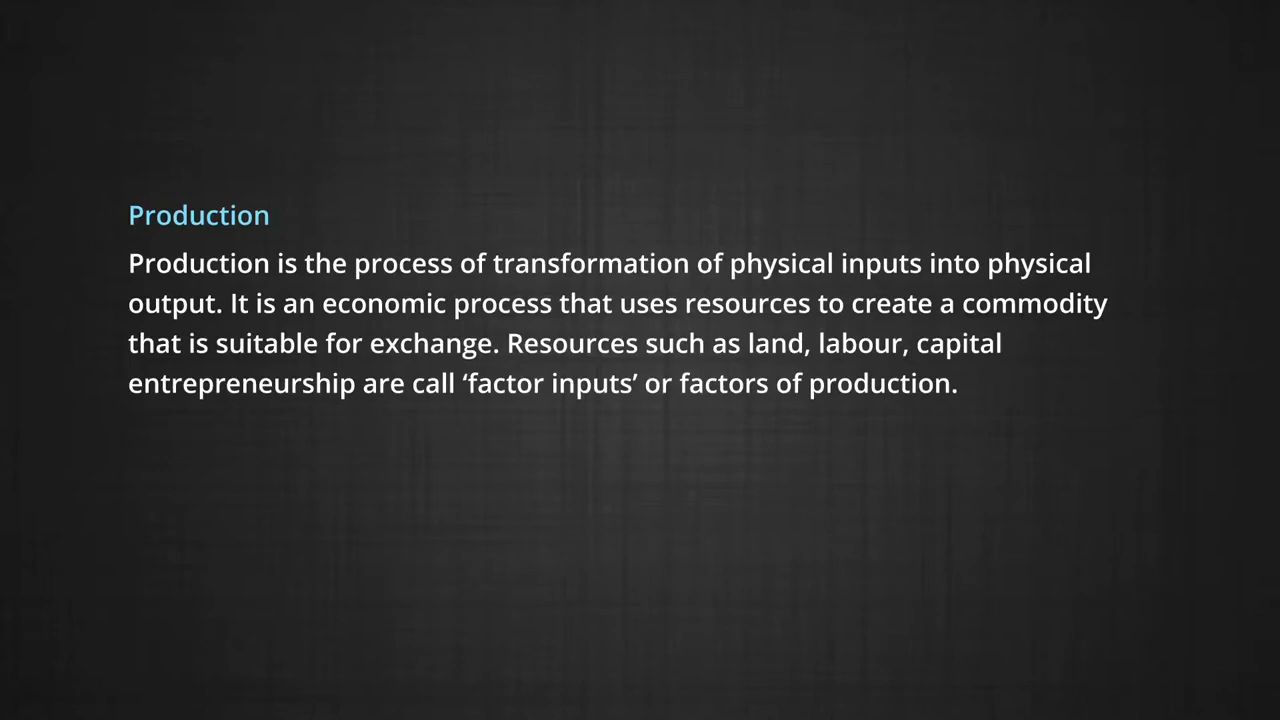 Production
Production is the process of transformation of physical inputs into physical
output. It is an economic process that uses resources to create a commodity
that is suitable for exchange. Resources such as land, labour, capital
entrepreneurship are call ‘factor inputs’ or factors of production.